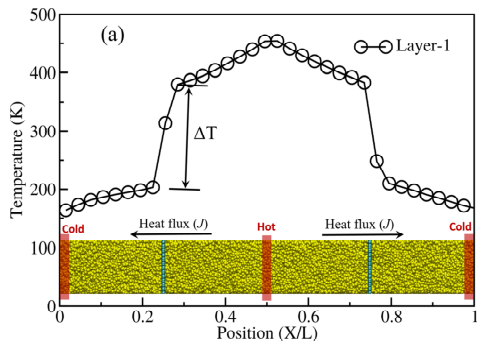 (a)
Layer-1
Temperature (K)
500
400
300
200
100
0
ΔT
Heat flux (J)
Heat flux (J)
Cold
Hot
Cold
0
0.2
0.4
0.6
0.8
1
Position (X/L)